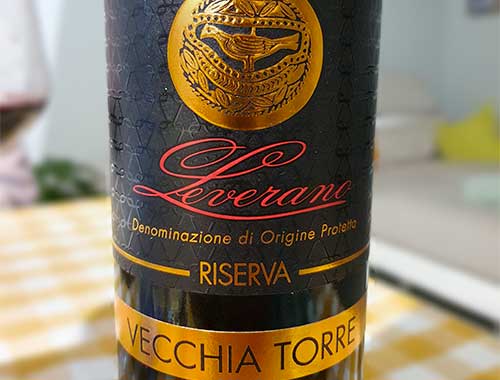 Leverano
Denominazione di Origine Protetta
RISERVA
VECCHIA TORRE